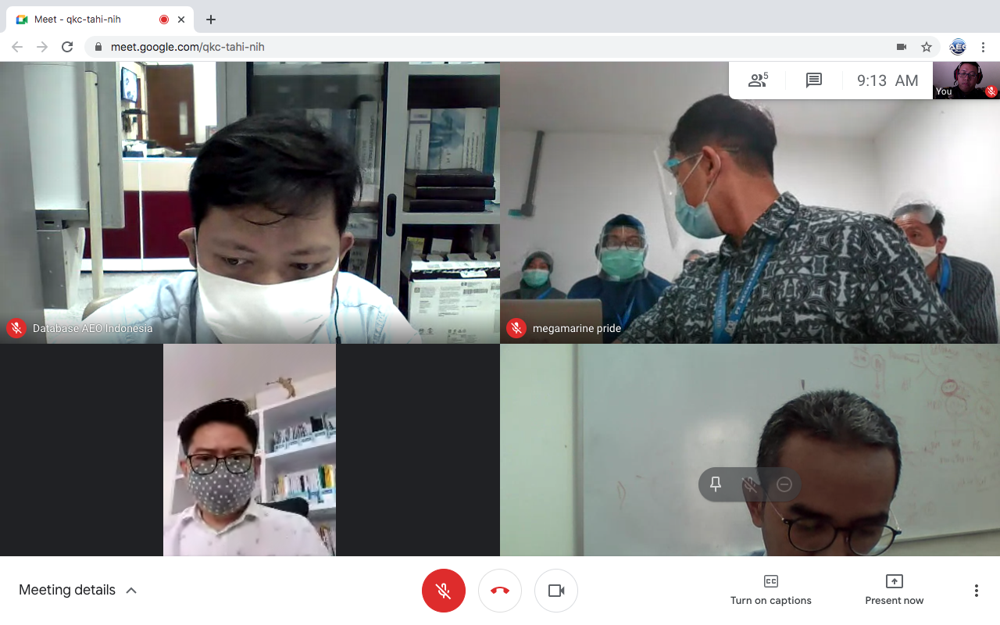 Meet - qkc-tahi-nih
meet.google.com/qkc-tahi-nih
5
9:13 AM
You
Database AEO Indonesia
megamarine pride
Meeting details
CC
Turn on captions
Present now